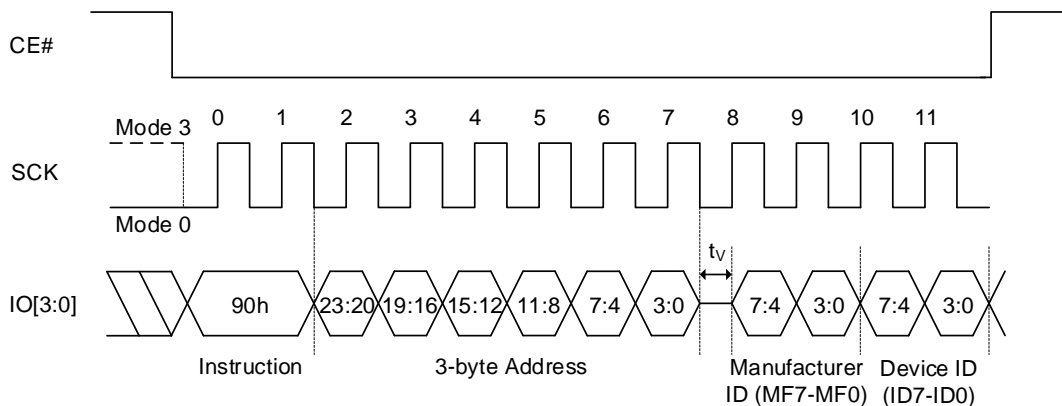 CE#
0 1 2 3 4 5 6 7 8 9 10 11
Mode 3
SCK
Mode 0
tV
IO[3:0]
90h 23:20 19:16 15:12 11:8 7:4 3:0 7:4 3:0 7:4 3:0
Instruction 3-byte Address Manufacturer Device ID
ID (MF7-MF0) (ID7-ID0)